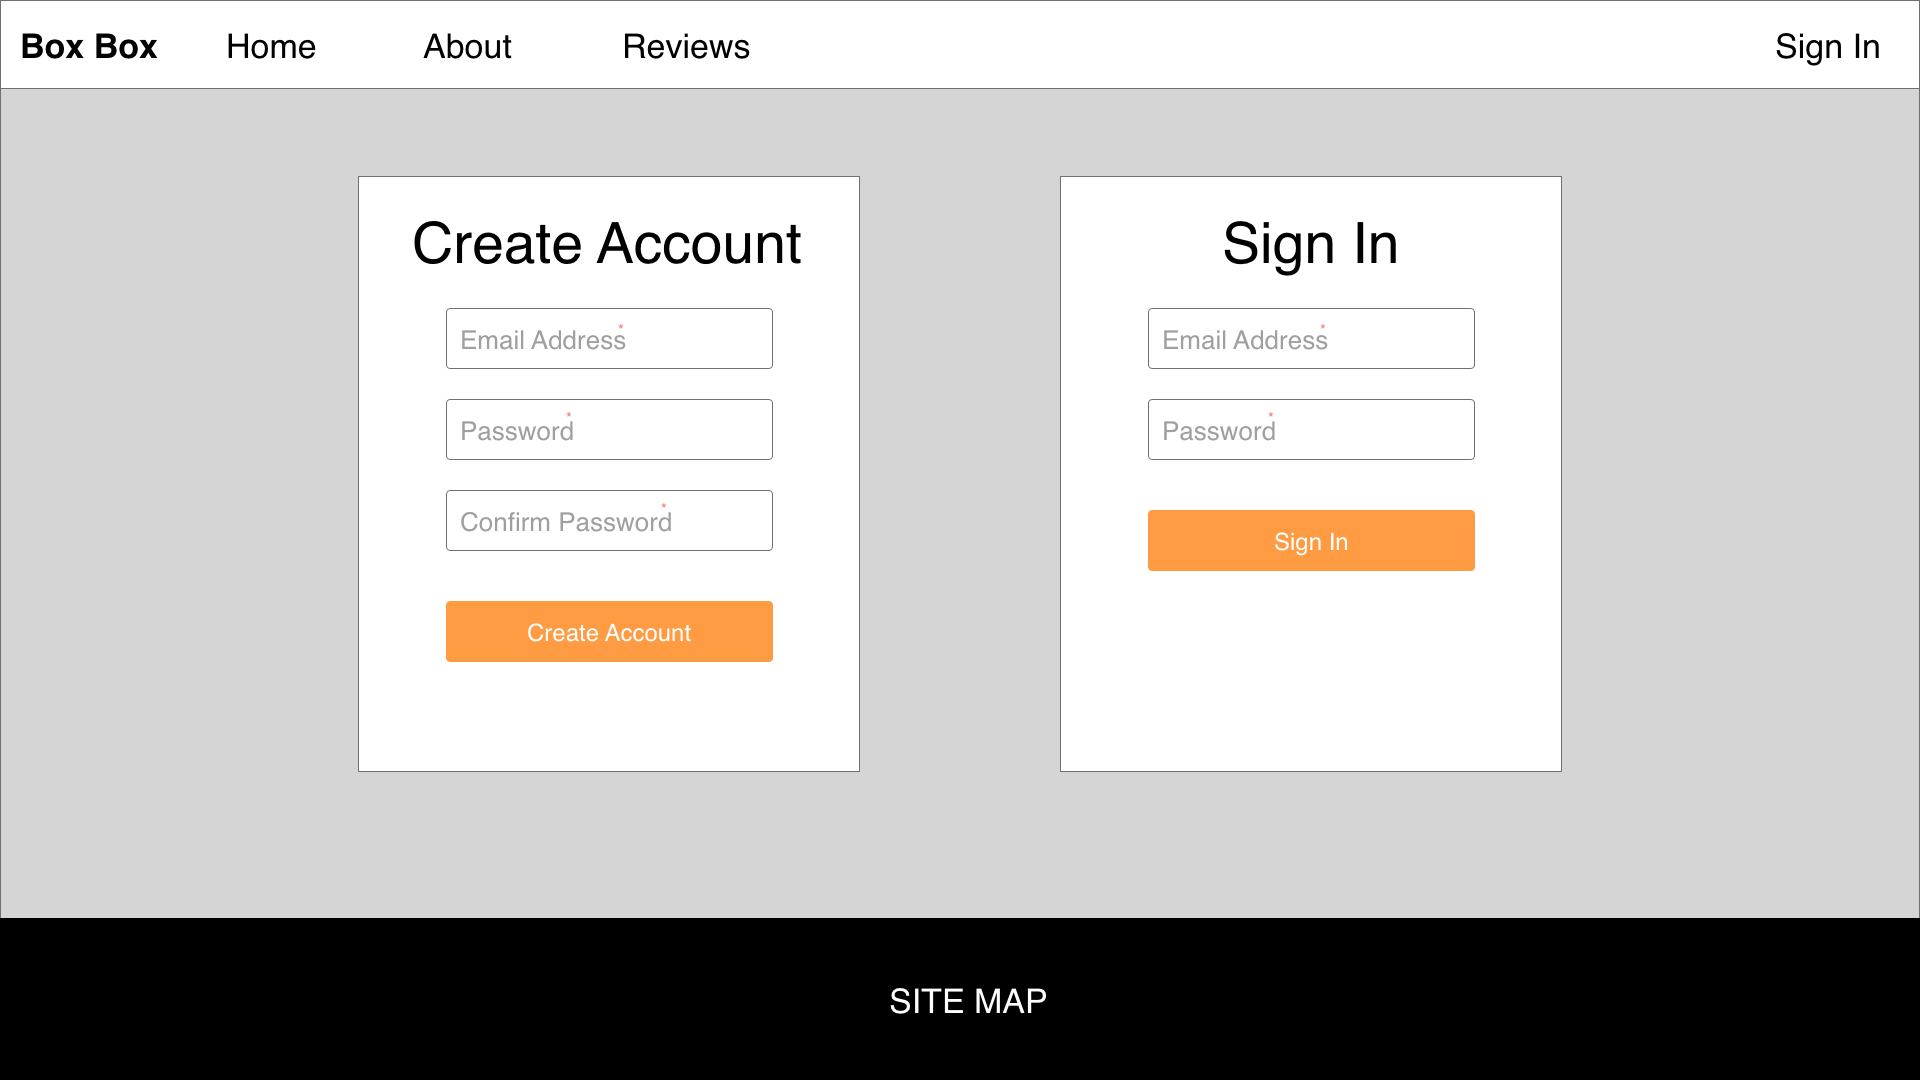 Box Box Home About Reviews Sign In
Create Account
Email Address*
Password*
Confirm Password*
Create Account
Sign In
Email Address*
Password*
Sign In
SITE MAP